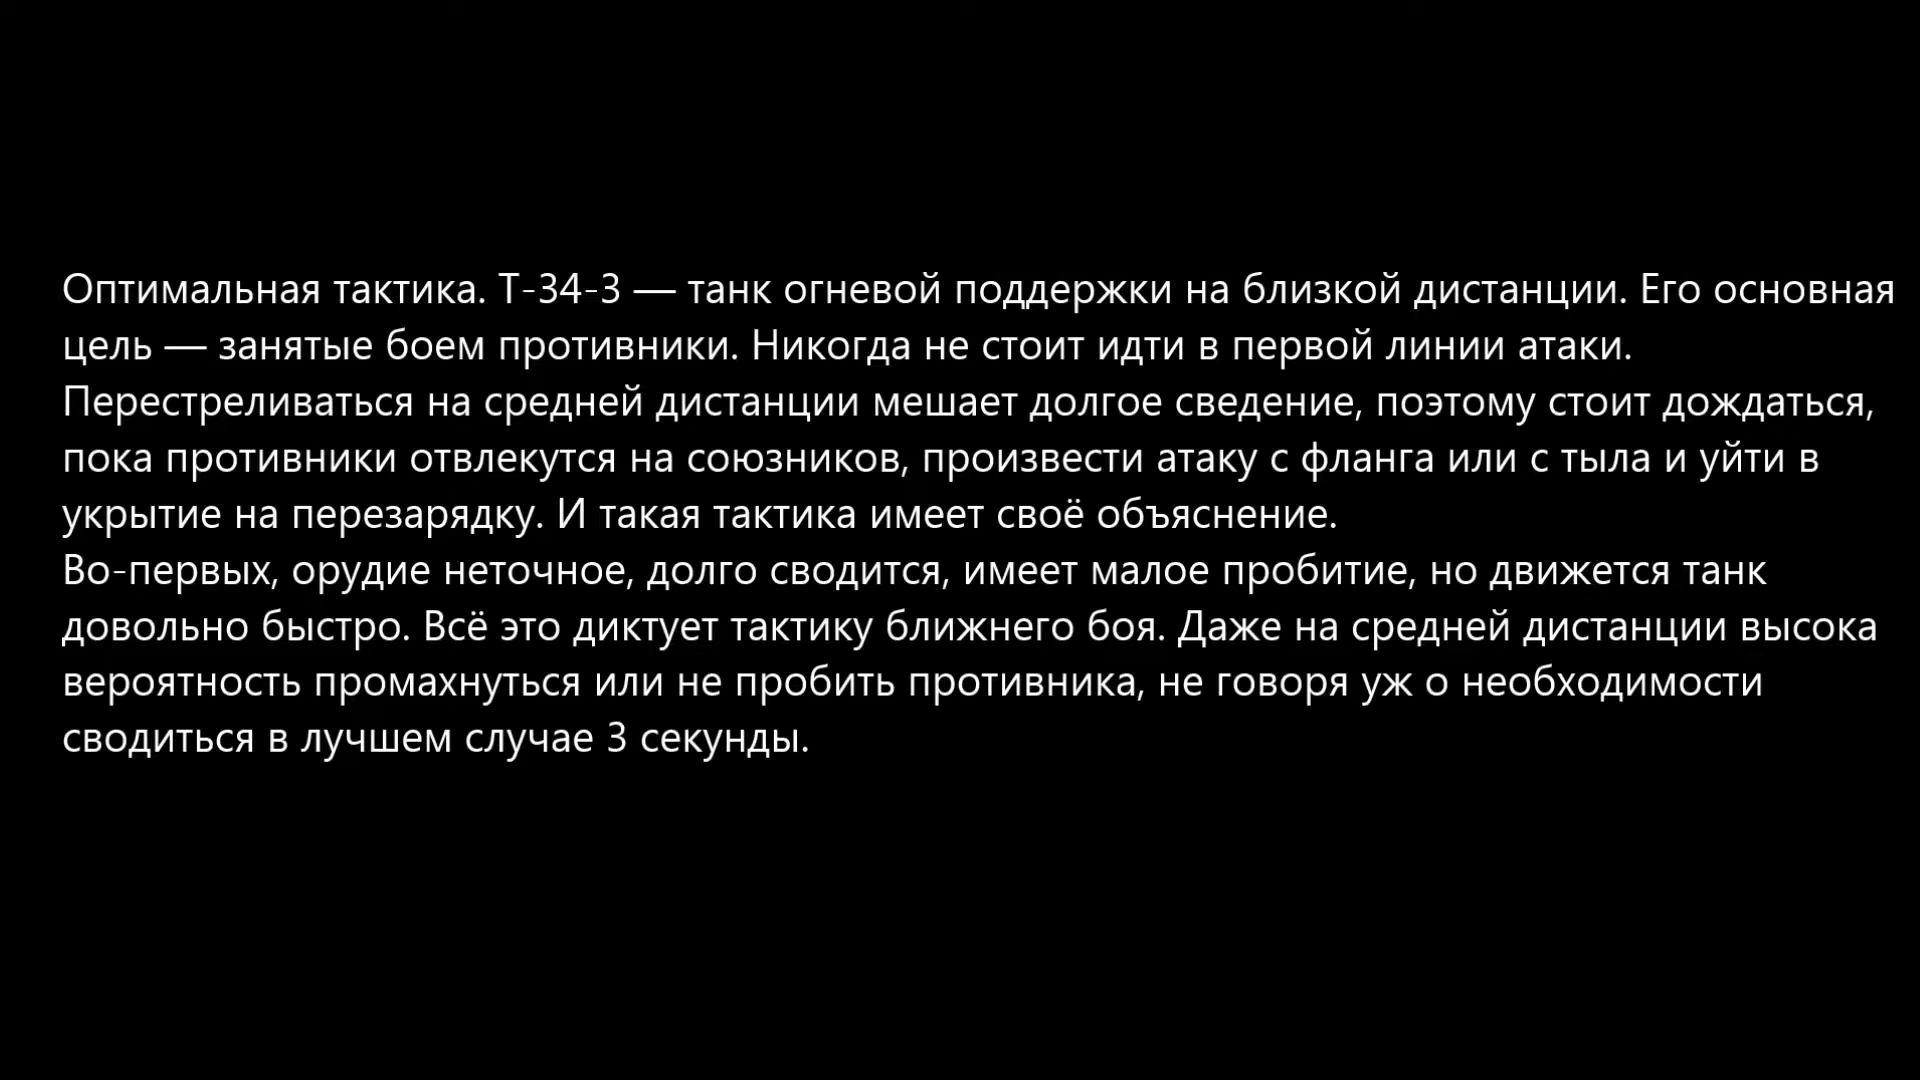 Оптимальная тактика. Т-34-3 — танк огневой поддержки на близкой дистанции. Его основная
цель — занятые боем противники. Никогда не стоит идти в первой линии атаки.
Перестреливаться на средней дистанции мешает долгое сведение, поэтому стоит дождаться,
пока противники отвлекутся на союзников, произвести атаку с фланга или с тыла и уйти в
укрытие на перезарядку. И такая тактика имеет своё объяснение.
Во-первых, орудие неточное, долго сводится, имеет малое пробитие, но движется танк
довольно быстро. Всё это диктует тактику ближнего боя. Даже на средней дистанции высока
вероятность промахнуться или не пробить противника, не говоря уж о необходимости
сводиться в лучшем случае 3 секунды.